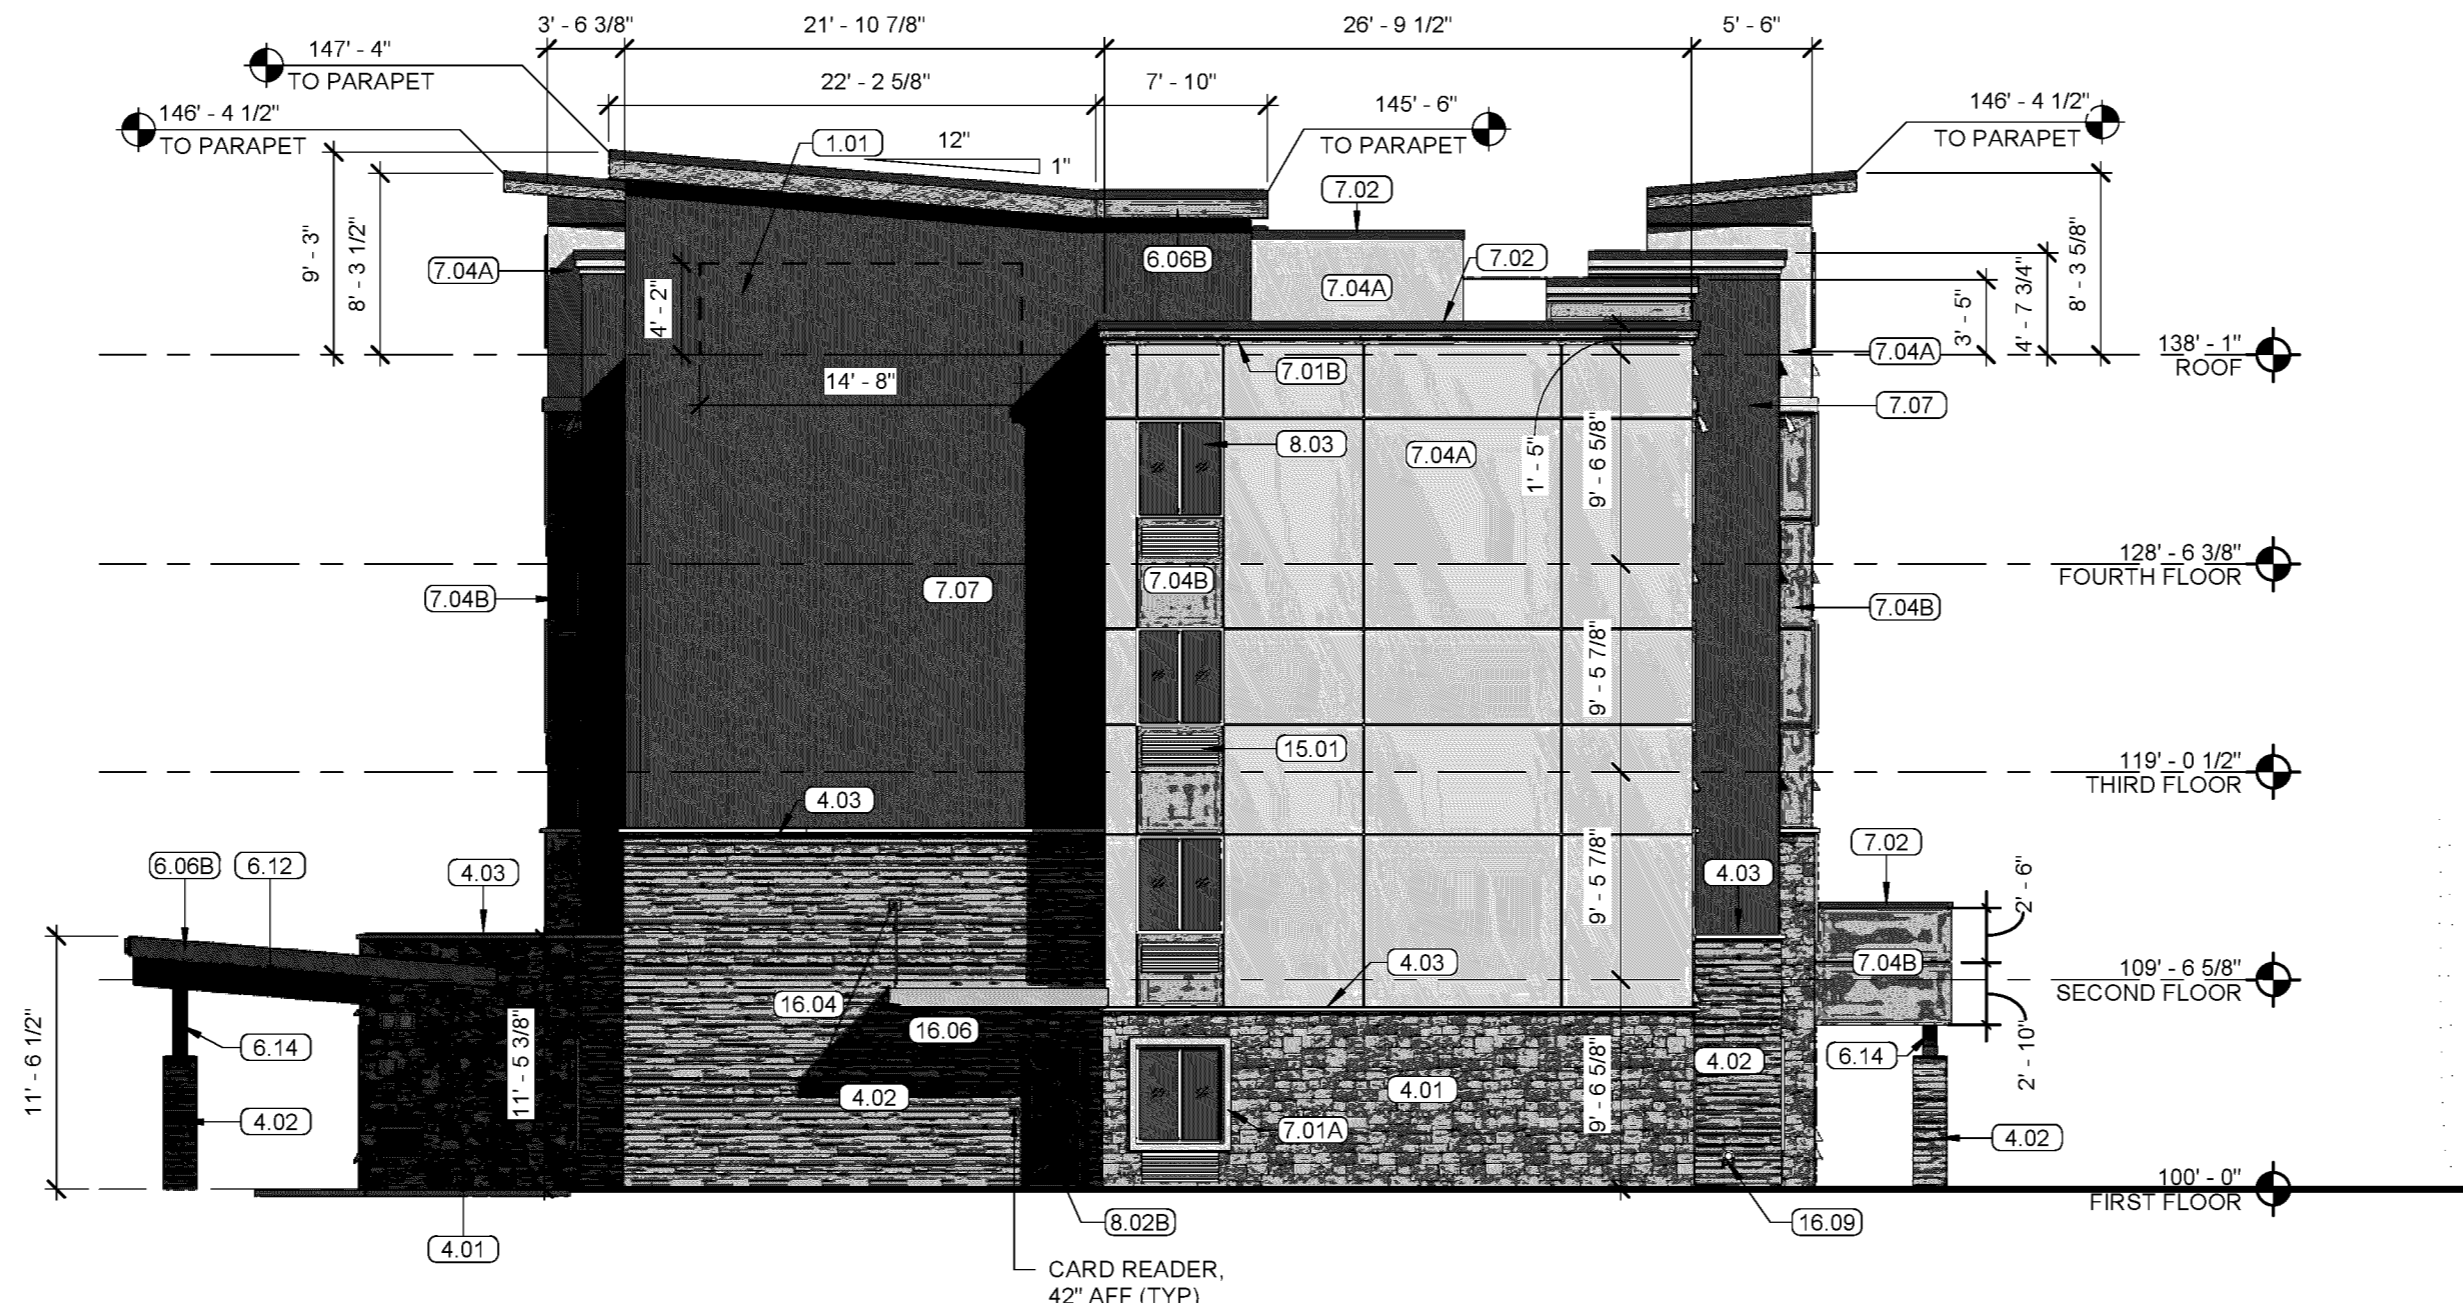 3' - 6 3/8"
21' - 10 7/8"
26' - 9 1/2"
5' - 6"
147' - 4"
TO PARAPET
22' - 2 5/8"
7' - 10"
146' - 4 1/2"
TO PARAPET
145' - 6"
TO PARAPET
146' - 4 1/2"
TO PARAPET
1.01
12"
1"
7.02
9' - 3"
8' - 3 1/2"
7.04A
4' - 2"
6.06B
7.04A
7.02
3' - 5"
4' - 7 3/4"
8' - 3 5/8"
14' - 8"
7.01B
7.04A
138' - 1"
ROOF
7.07
8.03
7.04A
1' - 5"
9' - 6 5/8"
128' - 6 3/8"
FOURTH FLOOR
7.04B
7.07
7.04B
7.04B
9' - 5 7/8"
15.01
119' - 0 1/2"
THIRD FLOOR
4.03
6.06B
6.12
4.03
9' - 5 7/8"
4.03
7.02
2' - 6"
4.03
7.04B
109' - 6 5/8"
SECOND FLOOR
16.04
16.06
11' - 6 1/2"
6.14
11' - 5 3/8"
4.02
4.02
7.01A
4.01
9' - 6 5/8"
4.02
6.14
2' - 10"
4.02
100' - 0"
FIRST FLOOR
4.01
8.02B
16.09
CARD READER,
42" AFF (TYP)